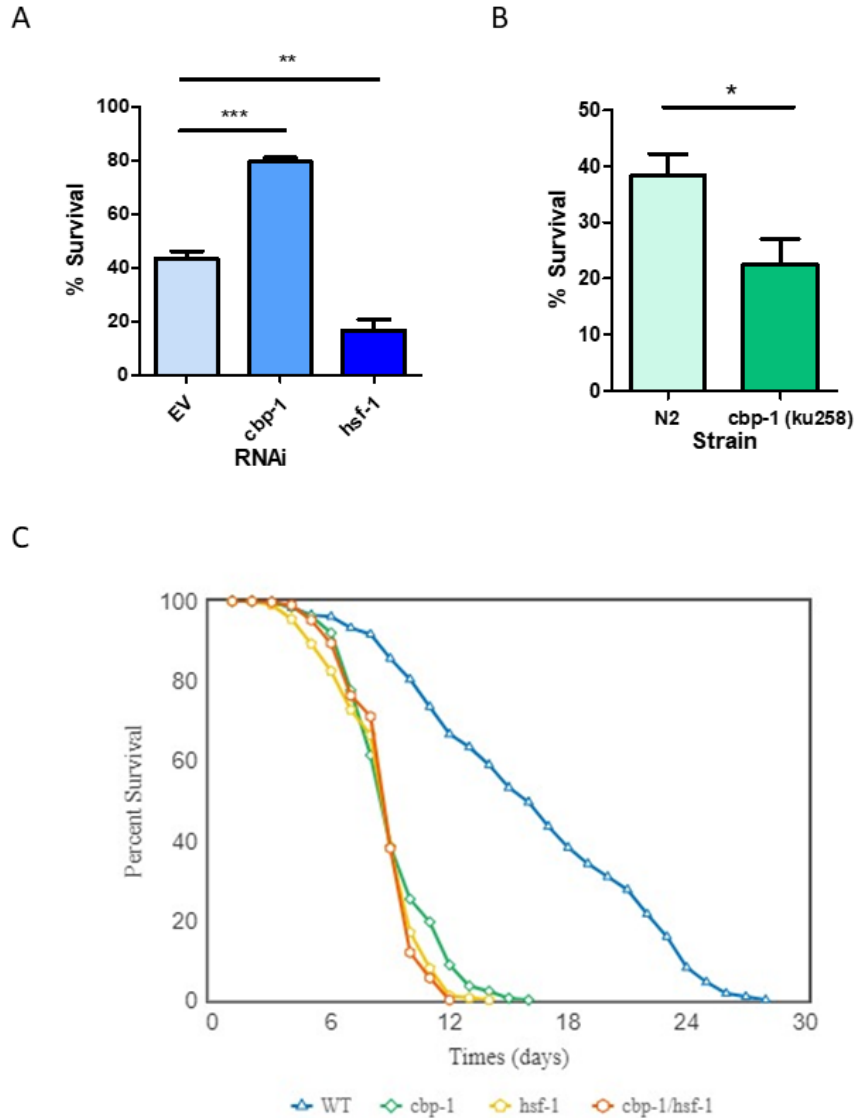 A
**
***
100
80
60
40
20
0
% Survival
EV
cbp-1
hsf-1
RNAi
B
*
50
40
30
20
10
0
% Survival
N2
cbp-1 (ku258)
Strain
C
100
80
60
40
20
0
Percent Survival
0 6 12 18 24 30
Times (days)
WT cbp-1 hsf-1 cbp-1/hsf-1